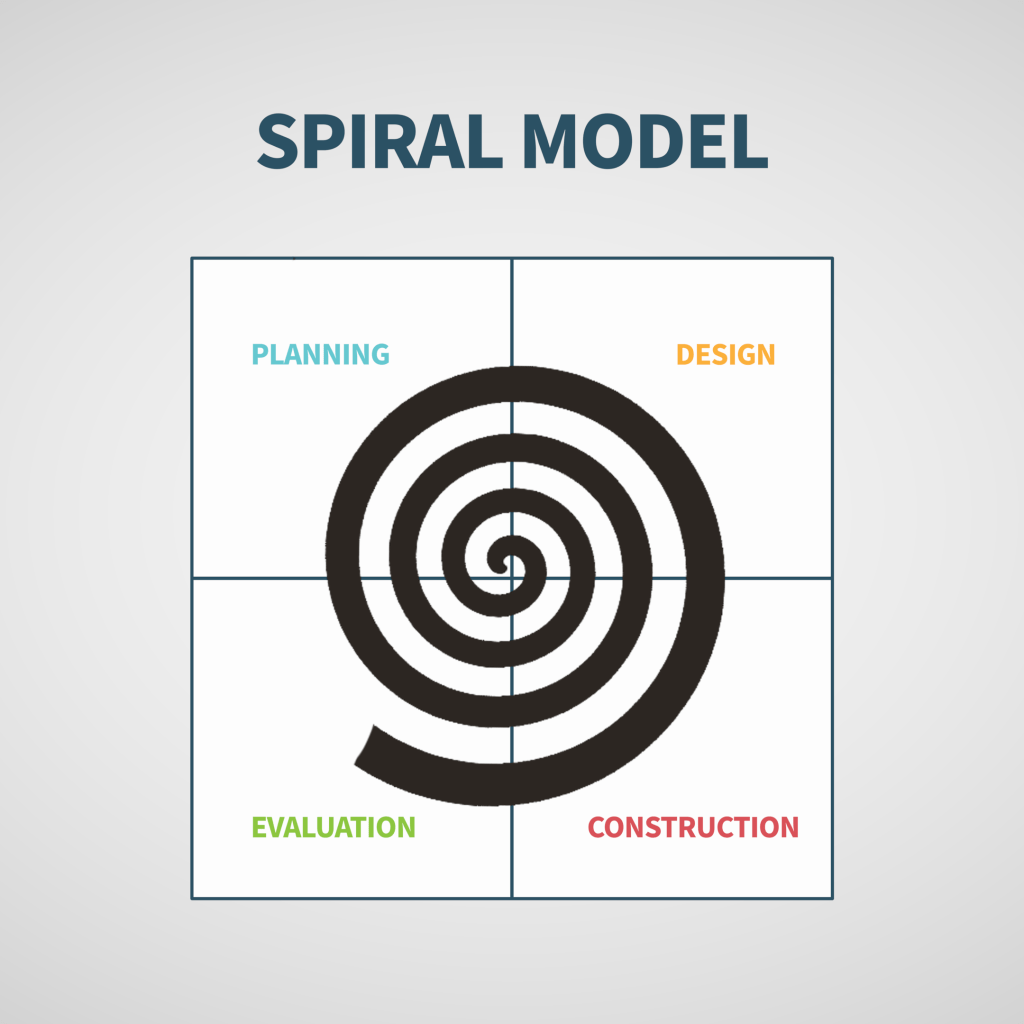 SPIRAL MODEL
PLANNING
DESIGN
EVALUATION
CONSTRUCTION